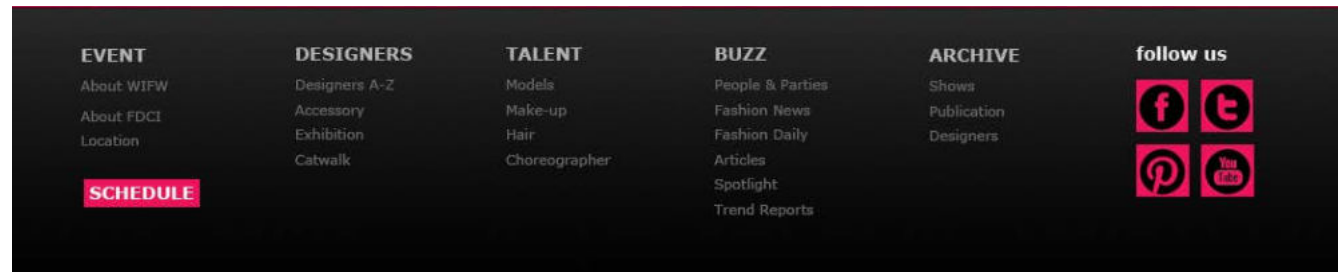 EVENT
About WIFW
About FDCI
Location
SCHEDULE
DESIGNERS
Designers A-Z
Accessory
Exhibition
Catwalk
TALENT
Models
Make-up
Hair
Choreographer
BUZZ
People & Parties
Fashion News
Fashion Daily
Articles
Spotlight
Trend Reports
ARCHIVE
Shows
Publication
Designers
follow us
f
t
P
You
Tube